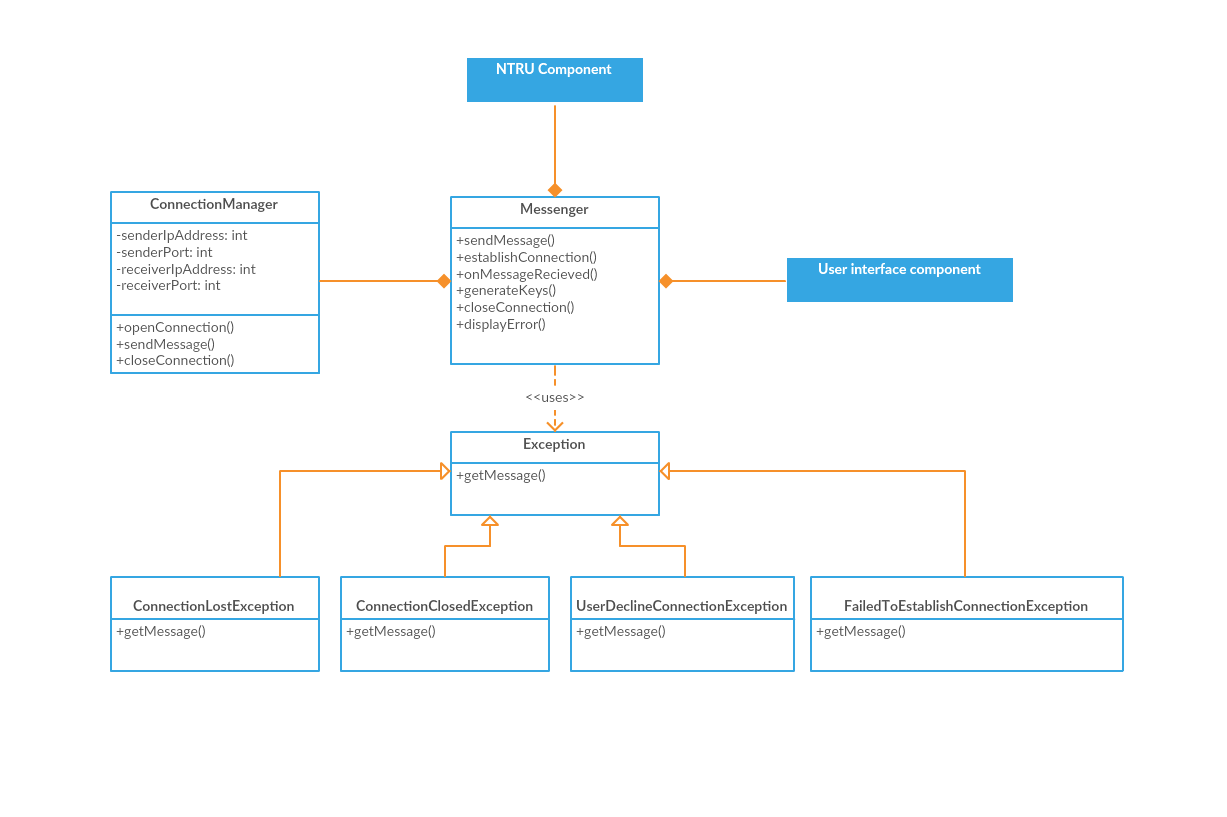 NTRU Component
ConnectionManager
-senderIpAddress: int
-senderPort: int
-receiverIpAddress: int
-receiverPort: int
+openConnection()
+sendMessage()
+closeConnection()
Messenger
+sendMessage()
+establishConnection()
+onMessageRecieved()
+generateKeys()
+closeConnection()
+displayError()
User interface component
<<uses>>
Exception
+getMessage()
ConnectionLostException
+getMessage()
ConnectionClosedException
+getMessage()
UserDeclineConnectionException
+getMessage()
FailedToEstablishConnectionException
+getMessage()